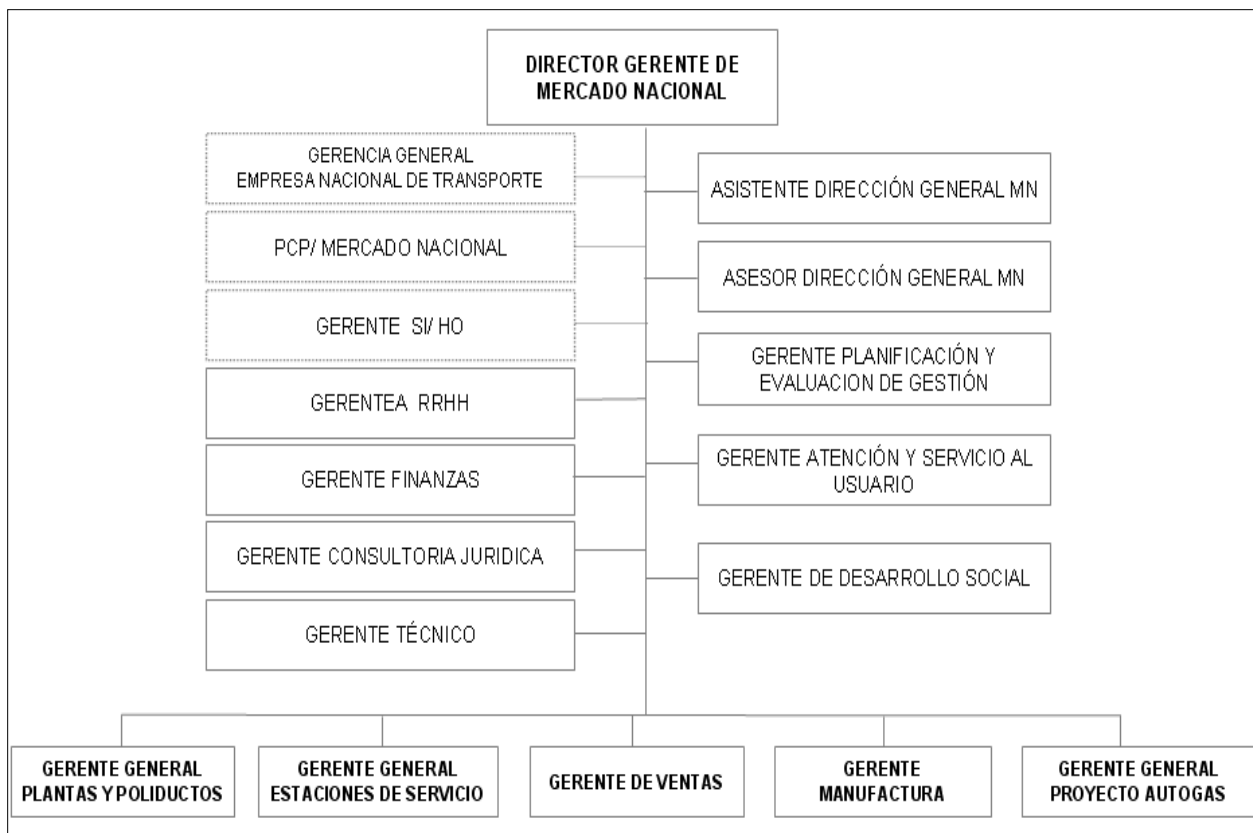 DIRECTOR GERENTE DE
MERCADO NACIONAL
GERENCIA GENERAL
EMPRESA NACIONAL DE TRANSPORTE
PCP/ MERCADO NACIONAL
GERENTE SI/ HO
GERENTEA RRHH
GERENTE FINANZAS
GERENTE CONSULTORIA JURIDICA
GERENTE TÉCNICO
ASISTENTE DIRECCIÓN GENERAL MN
ASESOR DIRECCIÓN GENERAL MN
GERENTE PLANIFICACIÓN Y
EVALUACION DE GESTIÓN
GERENTE ATENCIÓN Y SERVICIO AL
USUARIO
GERENTE DE DESARROLLO SOCIAL
GERENTE GENERAL
PLANTAS Y POLIDUCTOS
GERENTE GENERAL
ESTACIONES DE SERVICIO
GERENTE DE VENTAS
GERENTE
MANUFACTURA
GERENTE GENERAL
PROYECTO AUTOGAS